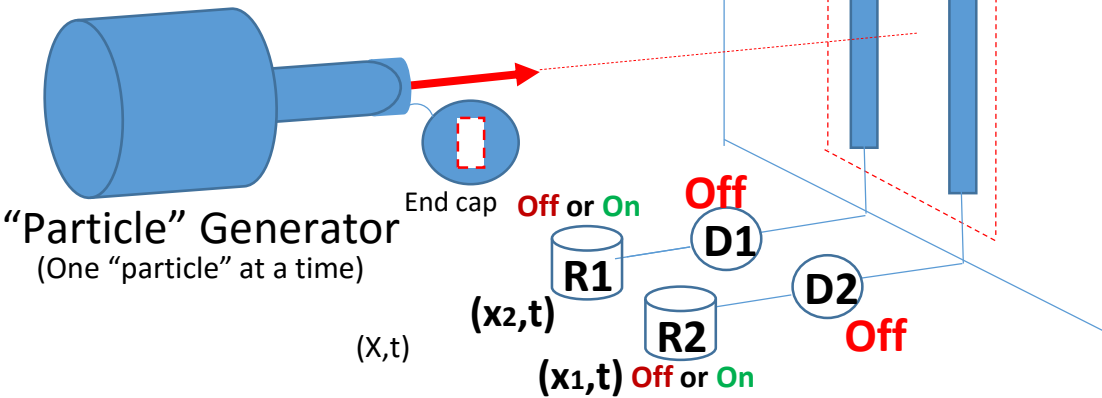 “Particle” Generator
(One “particle” at a time)
End cap
Off or On
Off
D1
R1
(x2,t)
D2
Off
R2
(X,t)
(x1,t) Off or On